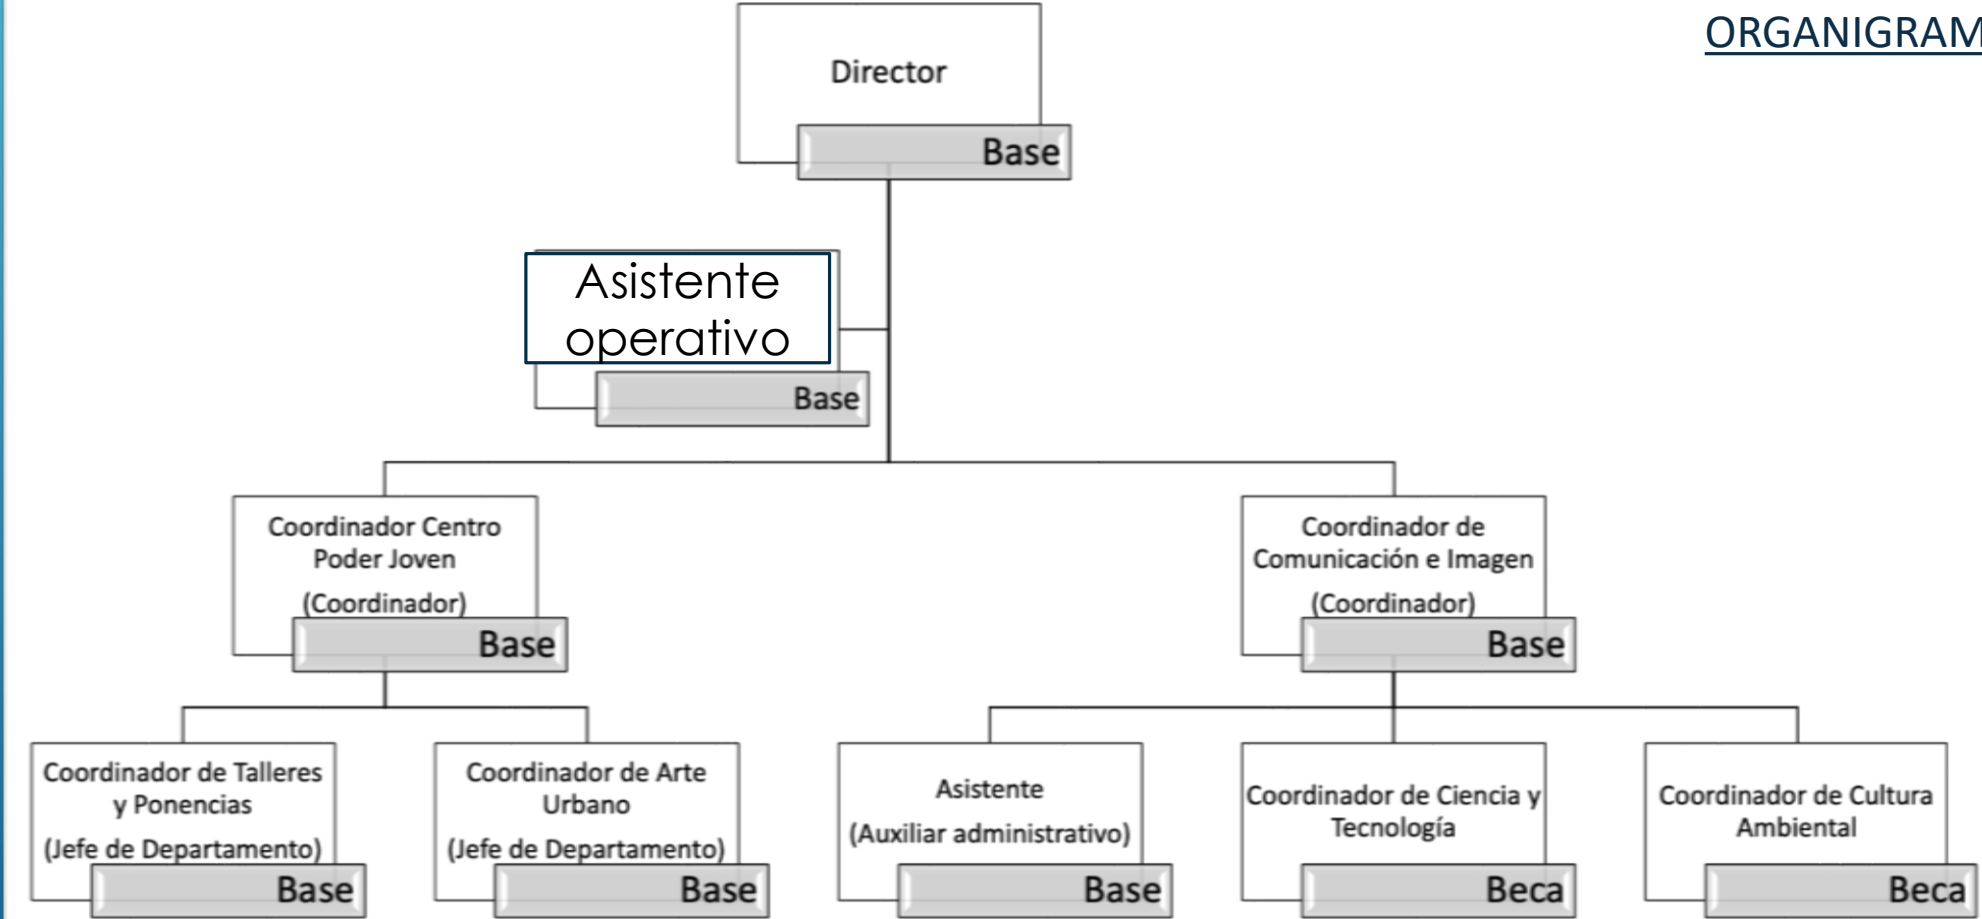 ORGANIGRAM
Director
Base
Asistente
operativo
Base
Coordinador Centro
Poder Joven
(Coordinador)
Base
Coordinador de
Comunicación e Imagen
(Coordinador)
Base
Coordinador de Talleres
y Ponencias
(Jefe de Departamento)
Base
Coordinador de Arte
Urbano
(Jefe de Departamento)
Base
Asistente
(Auxiliar administrativo)
Base
Coordinador de Ciencia y
Tecnología
Beca
Coordinador de Cultura
Ambiental
Beca